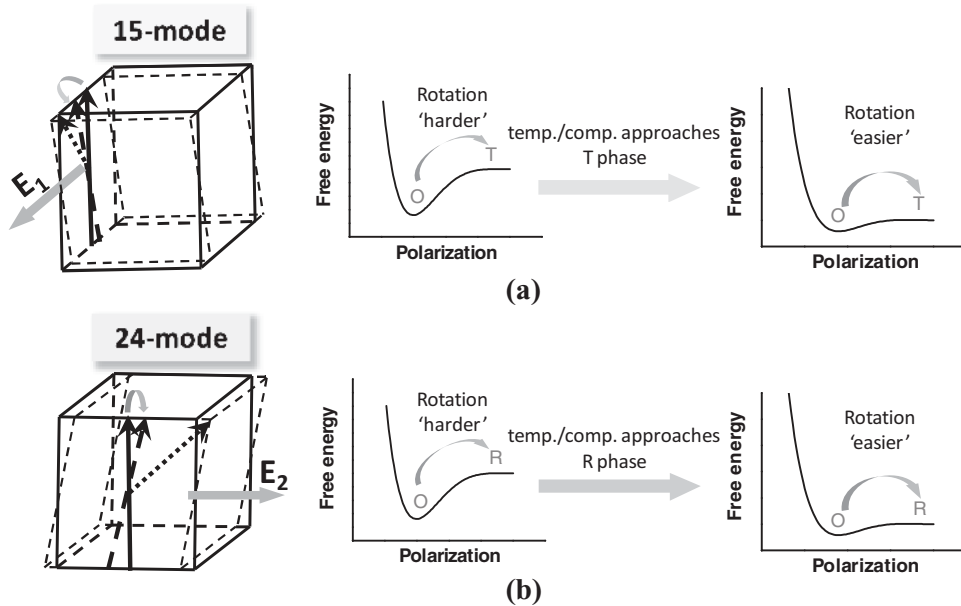 15-mode
E1
Free energy
Rotation
'harder'
O
T
Polarization
temp./comp. approaches
T phase
Free energy
Rotation
'easier'
O
T
Polarization
(a)
24-mode
E2
Free energy
Rotation
'harder'
O
R
Polarization
temp./comp. approaches
R phase
Free energy
Rotation
'easier'
O
R
Polarization
(b)